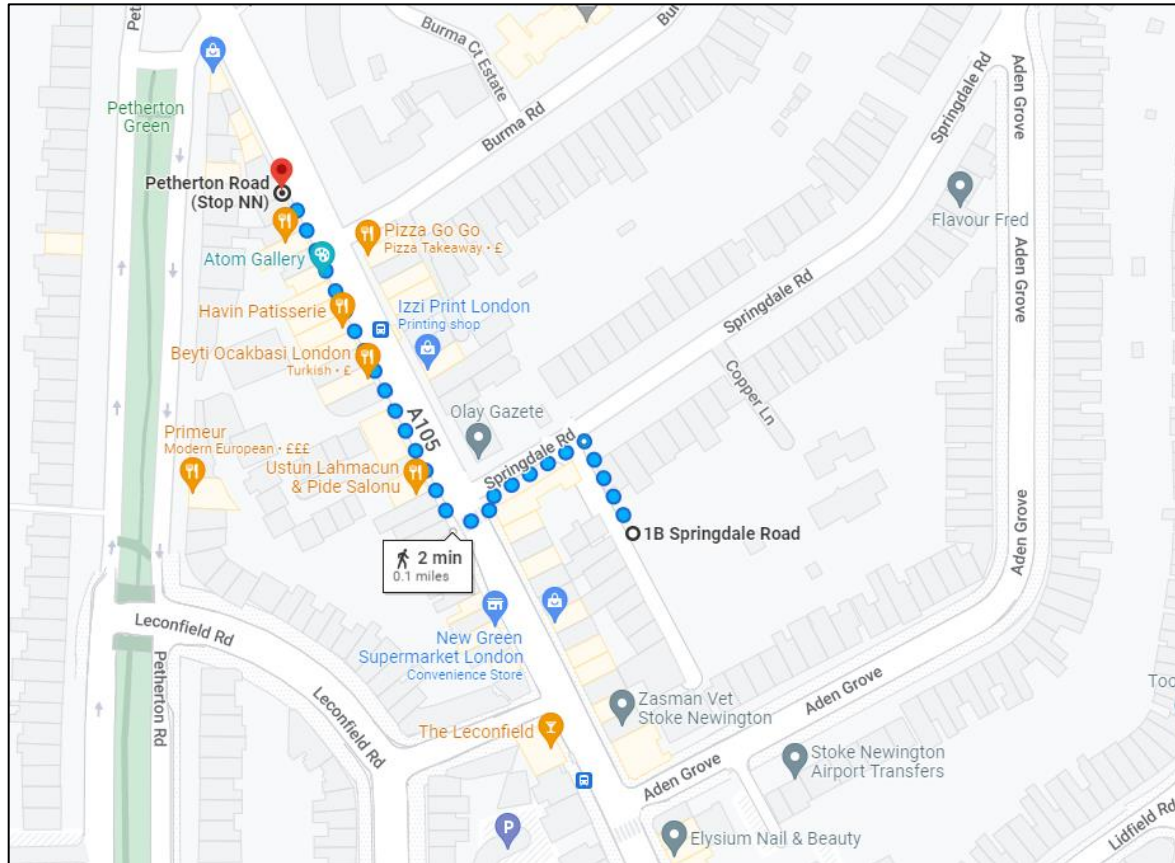 Burma Ct Estate
Burma Rd
Petherton
Green
Petherton Road
(Stop NN)
Springdale Rd
Aden Grove
Flavour Fred
Pizza Go Go
Pizza Takeaway • £
Atom Gallery
Aden Grove
Havin Patisserie
Izzi Print London
Printing shop
Springdale Rd
Beyti Ocakbasi London
Turkish • £
Copper Ln
A105
Olay Gazete
Primeur
Modern European • £££
Springdale Rd
Ustun Lahmacun
& Pide Salonu
Aden Grove
1B Springdale Road
2 min
0.1 miles
Leconfield Rd
New Green
Supermarket London
Convenience Store
Petherton Rd
Leconfield Rd
Zasman Vet
Stoke Newington
Aden Grove
The Leconfield
Stoke Newington
Airport Transfers
Aden Grove
P
Elysium Nail & Beauty
Lidfield Rd